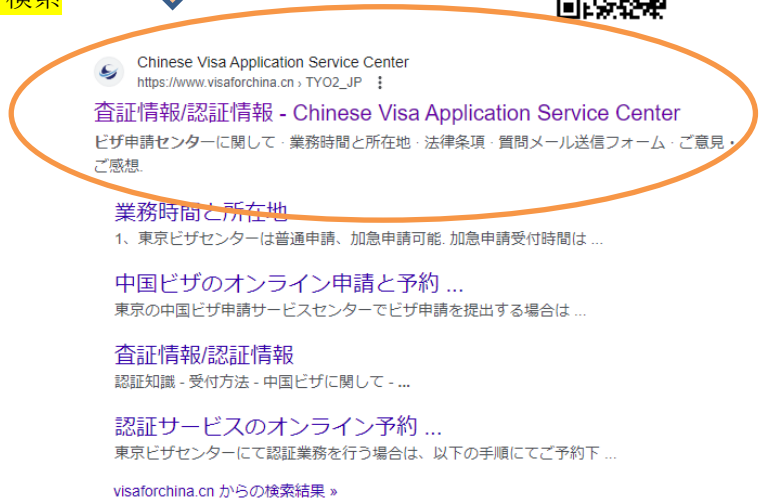 検索
Chinese Visa Application Service Center
https://www.visaforchina.cn › TYO2_JP
査証情報/認証情報 - Chinese Visa Application Service Center
ビザ申請センターに関して · 業務時間と所在地 · 法律条項 · 質問メール送信フォーム · ご意見・
ご感想.
業務時間と所在地
1、東京ビザセンターは普通申請、加急申請可能. 加急申請受付時間は ...
中国ビザのオンライン申請と予約 ...
東京の中国ビザ申請サービスセンターでビザ申請を提出する場合は ...
査証情報/認証情報
認証知識 - 受付方法 - 中国ビザに関して - ...
認証サービスのオンライン予約 ...
東京ビザセンターにて認証業務を行う場合は、以下の手順にてご予約下 ...
visaforchina.cn からの検索結果 »